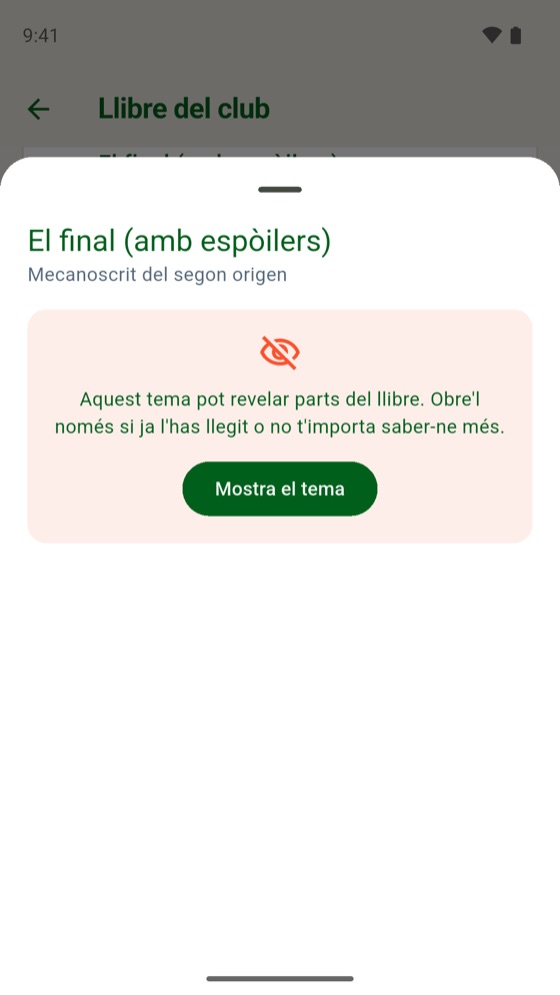 9:41
Llibre del club
El final (amb espòilers)
Mecanoscrit del segon origen
Aquest tema pot revelar parts del llibre. Obre'l
només si ja l'has llegit o no t'importa saber-ne més.
Mostra el tema